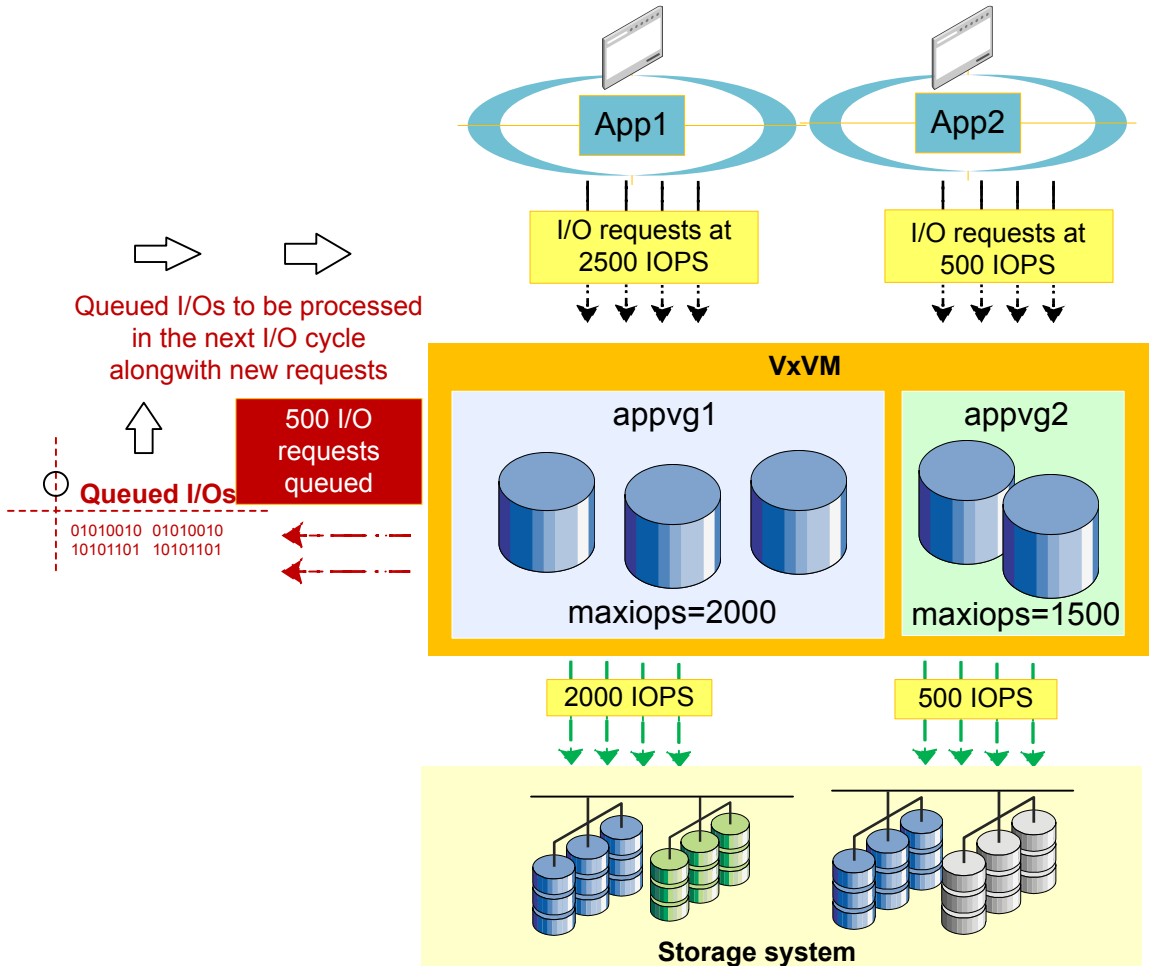 App1
App2
I/O requests at
2500 IOPS
I/O requests at
500 IOPS
Queued I/Os to be processed
in the next I/O cycle
alongwith new requests
500 I/O
requests
queued
Queued I/Os
01010010 01010010
10101101 10101101
VxVM
appvg1
appvg2
maxiops=2000
maxiops=1500
2000 IOPS
500 IOPS
Storage system